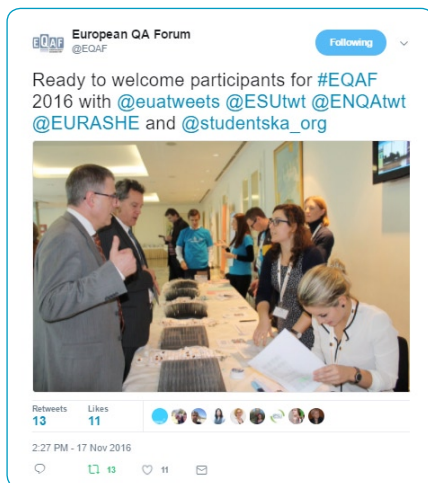 EQAF
European QA Forum
@EQAF
Following
Ready to welcome participants for #EQAF
2016 with @euatweets @ESUtwt @ENQAtwt
@EURASHE and @studentska_org
Retweets
13
Likes
11
2:27 PM - 17 Nov 2016
13
11